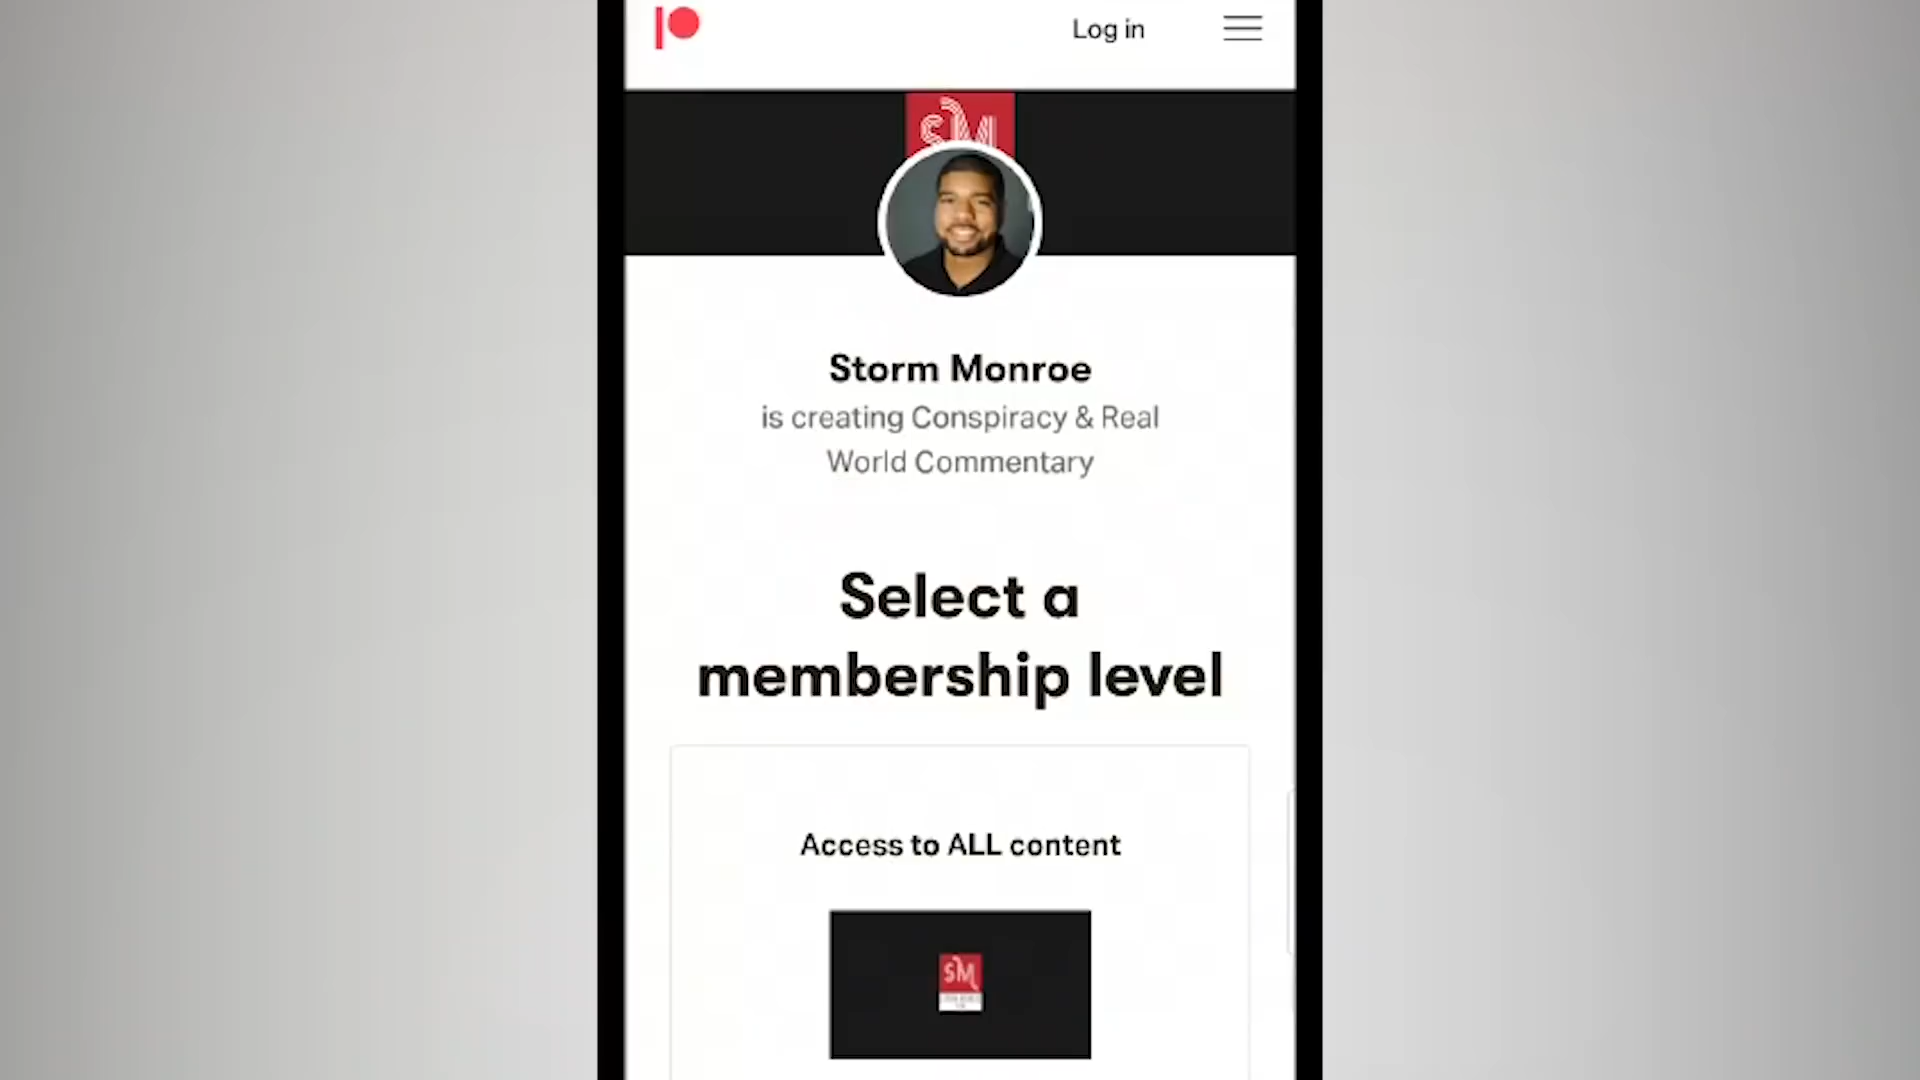 Log in
SM
Storm Monroe
is creating Conspiracy & Real
World Commentary
Select a
membership level
Access to ALL content
SM